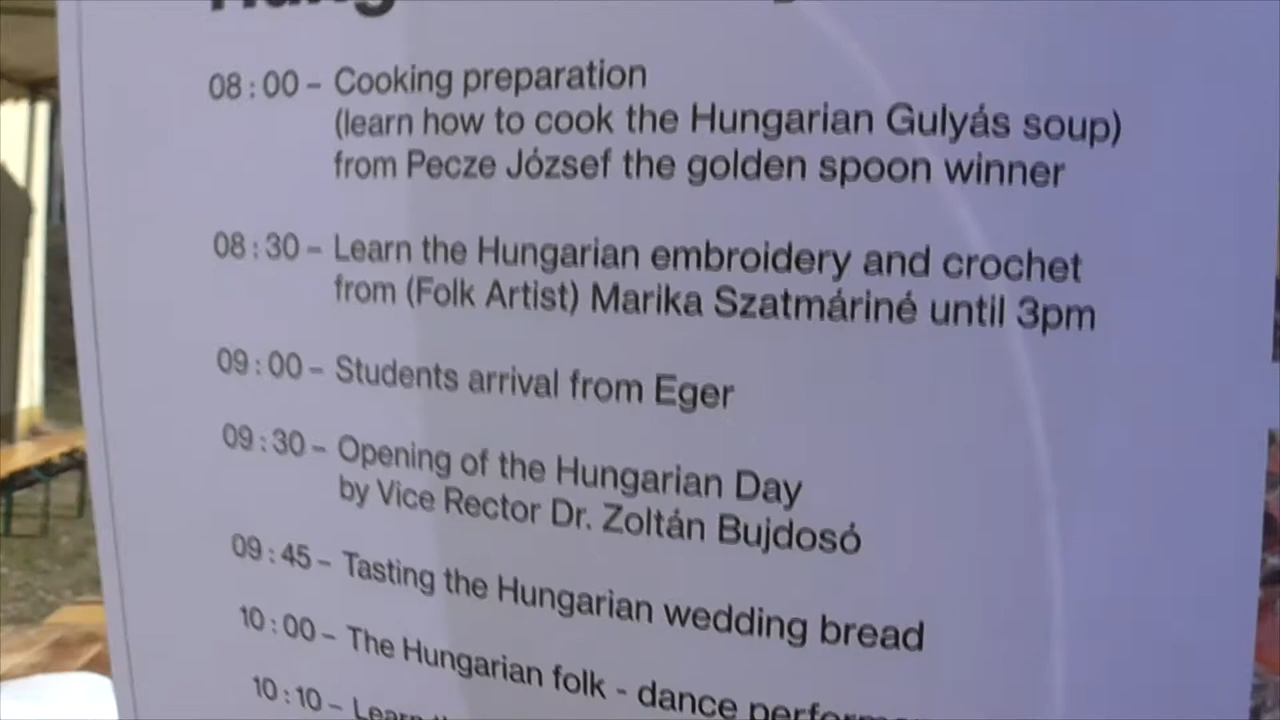 08:00 – Cooking preparation
(learn how to cook the Hungarian Gulyás soup)
from Pecze József the golden spoon winner
08:30 – Learn the Hungarian embroidery and crochet
from (Folk Artist) Marika Szatmáriné until 3pm
09:00 – Students arrival from Eger
09:30 – Opening of the Hungarian Day
by Vice Rector Dr. Zoltán Bujdosó
09:45 – Tasting the Hungarian wedding bread
10:00 – The Hungarian folk - dance
10:10 – Learn